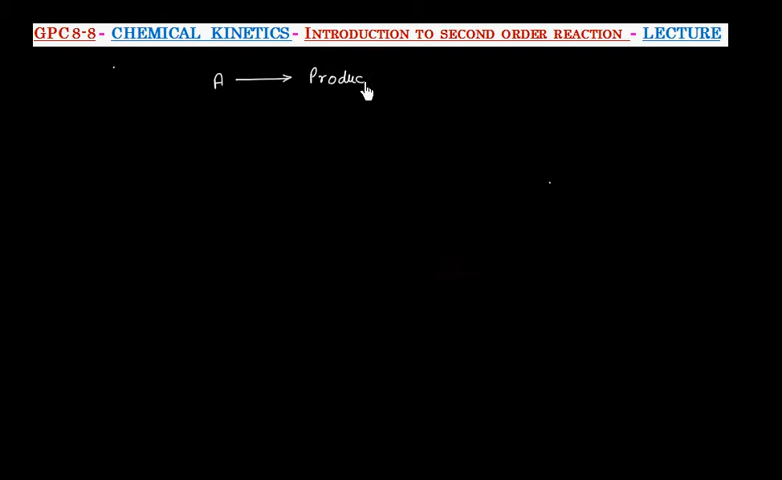 GPC 8-8- CHEMICAL KINETICS- INTRODUCTION TO SECOND ORDER REACTION - LECTURE
A ⟶ Produc